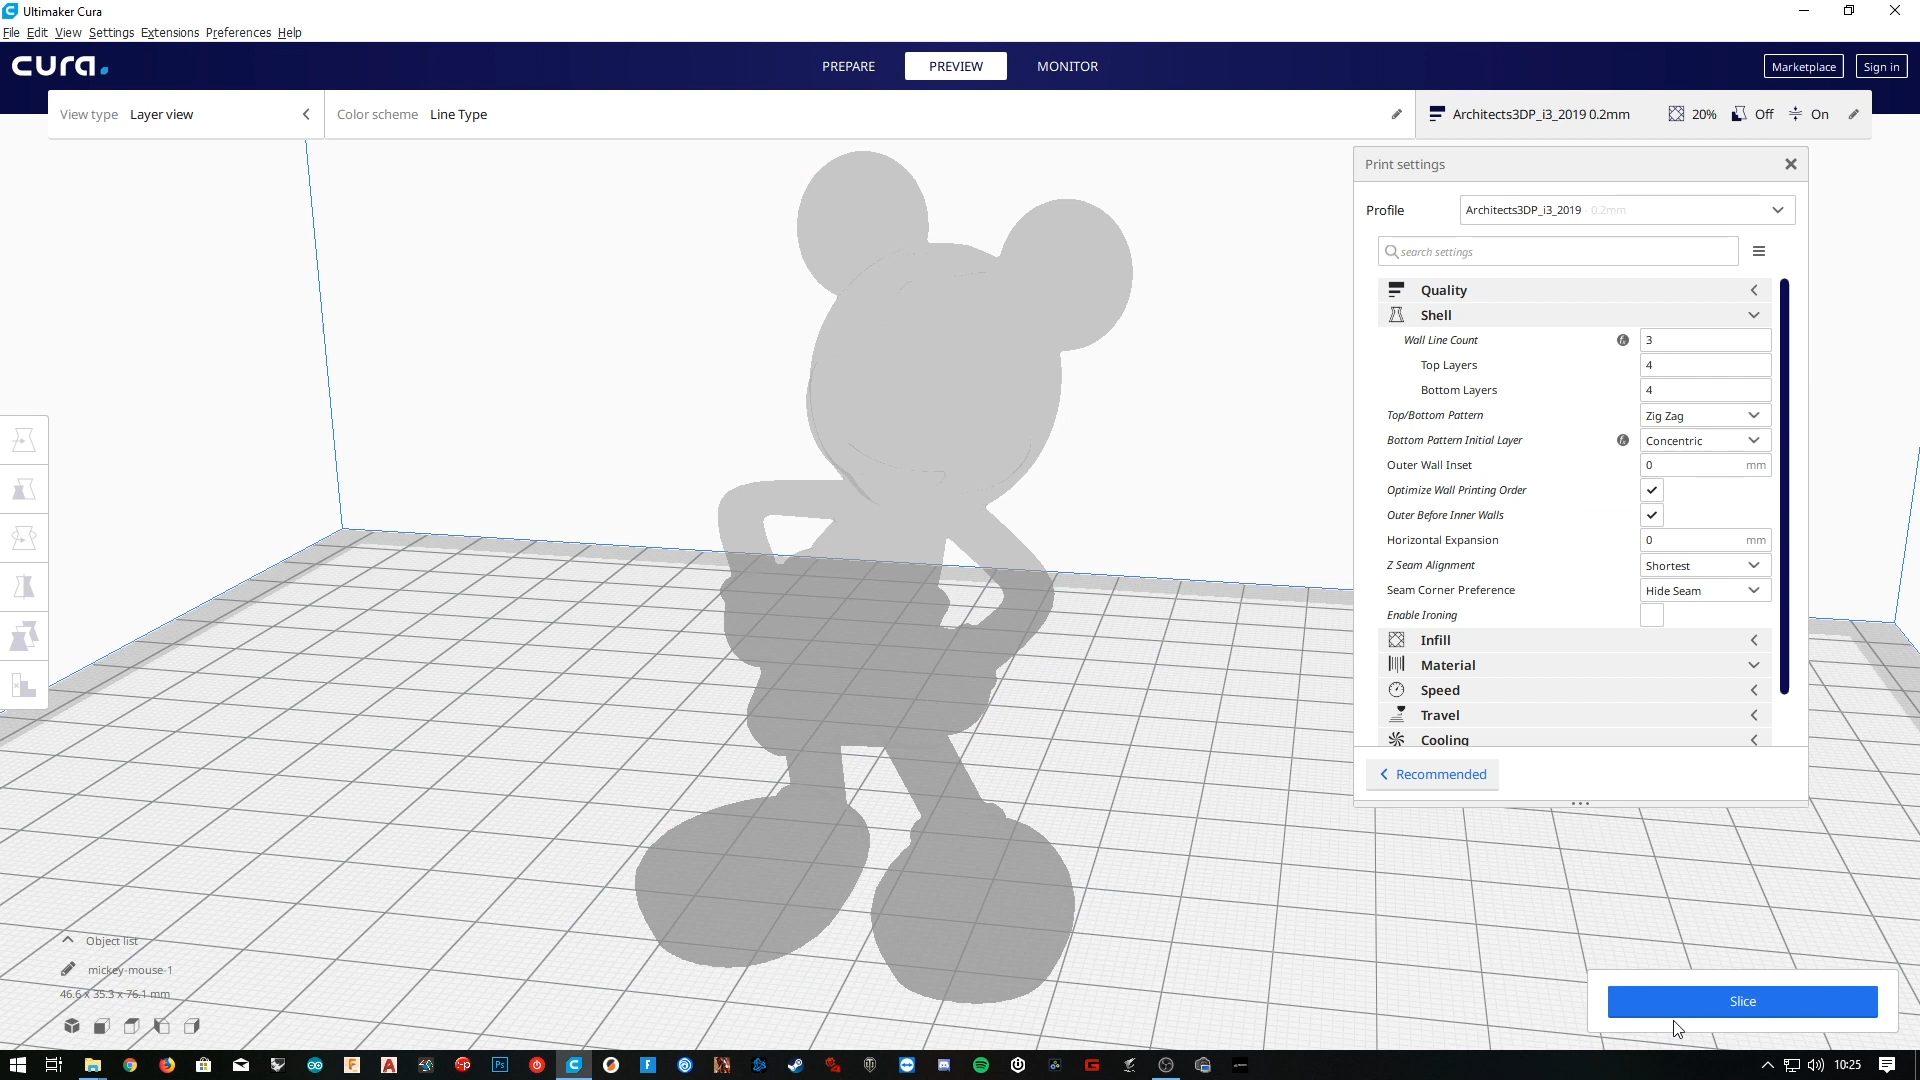 Ultimaker Cura
File Edit View Settings Extensions Preferences Help
cura.
PREPARE PREVIEW MONITOR
Marketplace Sign in
View type Layer view
Color scheme Line Type
Architects3DP_i3_2019 0.2mm 20% Off On
Print settings
Profile Architects3DP_i3_2019 - 0.2mm
search settings
Quality
Shell
Wall Line Count 3
Top Layers 4
Bottom Layers 4
Top/Bottom Pattern Zig Zag
Bottom Pattern Initial Layer Concentric
Outer Wall Inset 0 mm
Optimize Wall Printing Order
Outer Before Inner Walls
Horizontal Expansion 0 mm
Z Seam Alignment Shortest
Seam Corner Preference Hide Seam
Enable Ironing
Infill
Material
Speed
Travel
Cooling
Recommended
Object list
mickey-mouse-1
46.6 x 35.3 x 76.1 mm
Slice
10:25